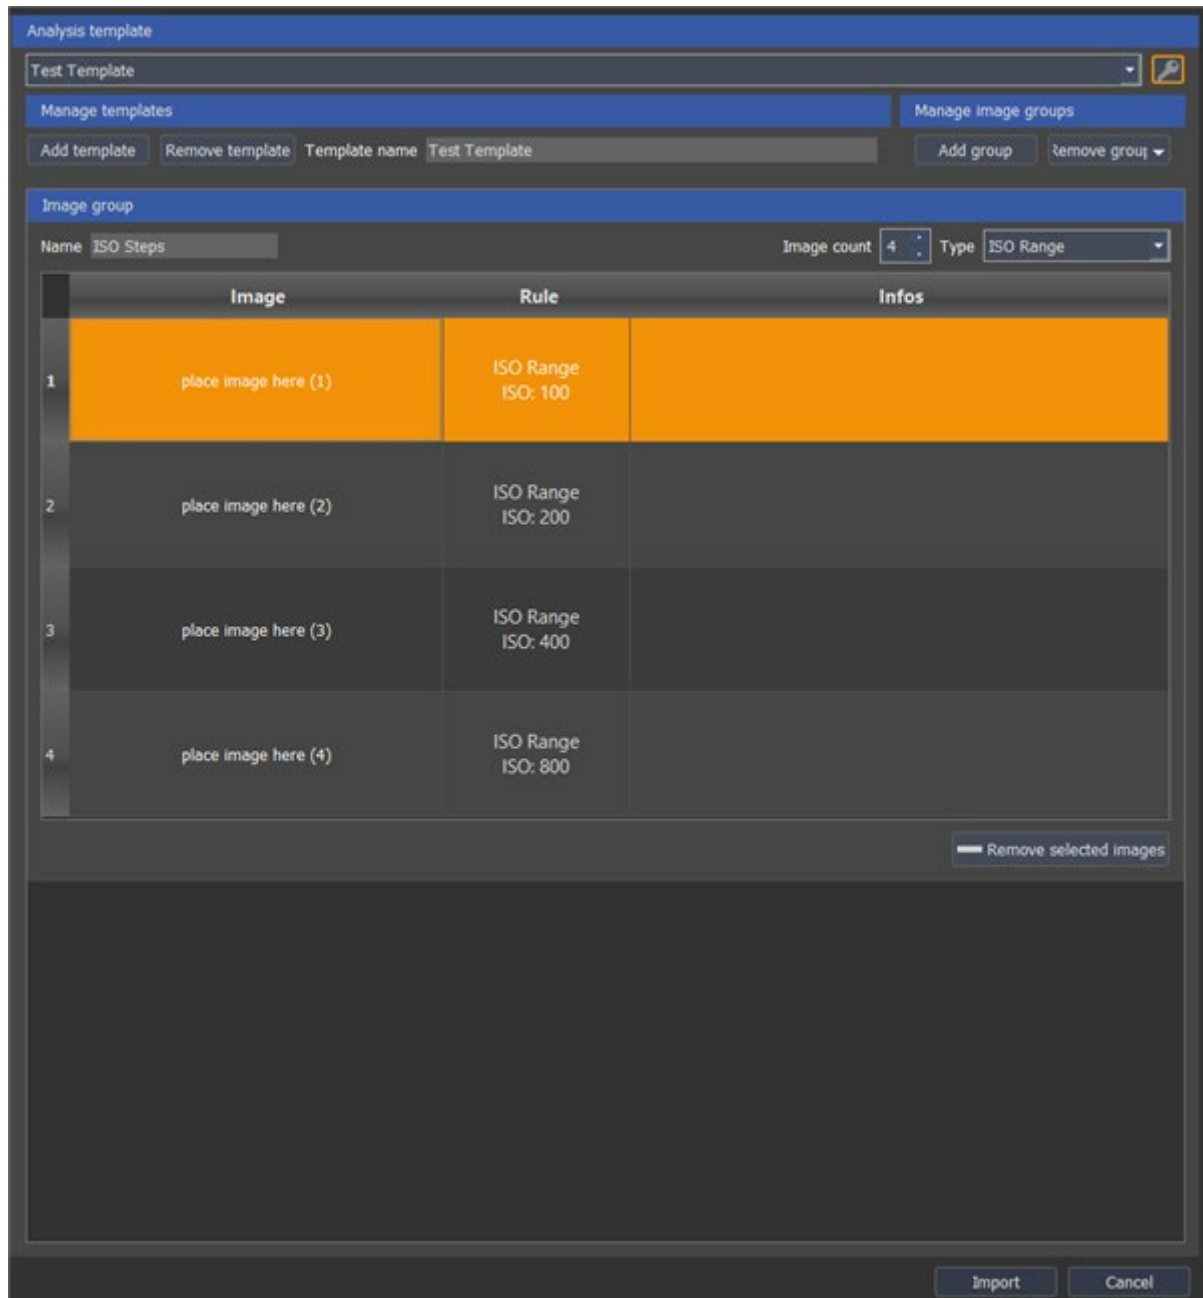 Analysis template
Test Template
Manage templates
Manage image groups
Add template Remove template Template name Test Template
Add group Remove group
Image group
Name ISO Steps Image count 4 Type ISO Range
Image Rule Infos
1 place image here (1) ISO Range
ISO: 100
2 place image here (2) ISO Range
ISO: 200
3 place image here (3) ISO Range
ISO: 400
4 place image here (4) ISO Range
ISO: 800
Remove selected images
Import Cancel